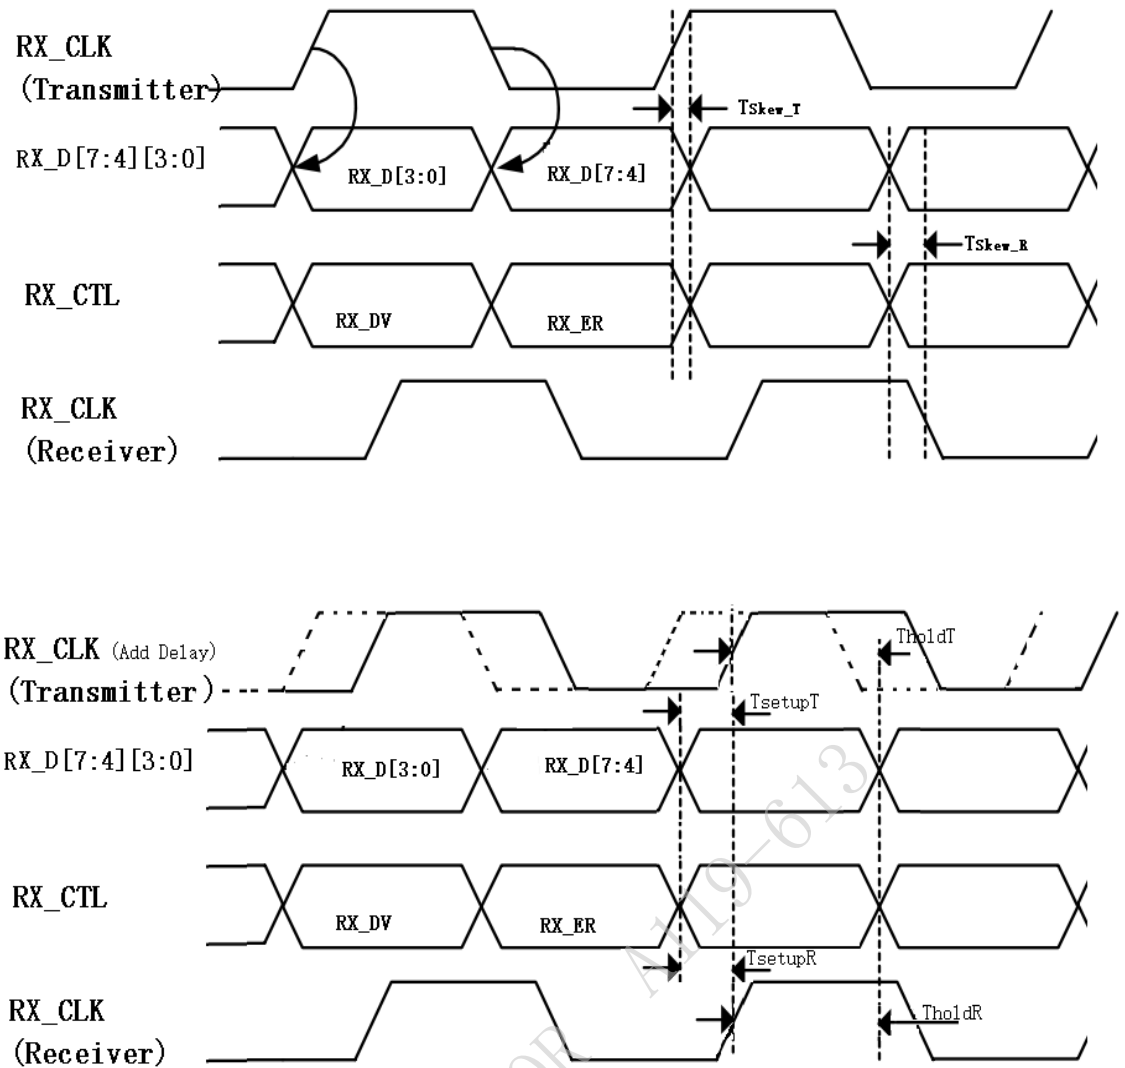 RX_CLK
(Transmitter)
TSkew_T
RX_D[7:4][3:0]
RX_D[3:0]
RX_D[7:4]
TSkew_R
RX_CTL
RX_DV
RX_ER
RX_CLK
(Receiver)
RX_CLK (Add Delay)
(Transmitter)
TholdT
TsetupT
RX_D[7:4][3:0]
RX_D[3:0]
RX_D[7:4]
A119-613
RX_CTL
RX_DV
RX_ER
TsetupR
RX_CLK
(Receiver)
TholdR